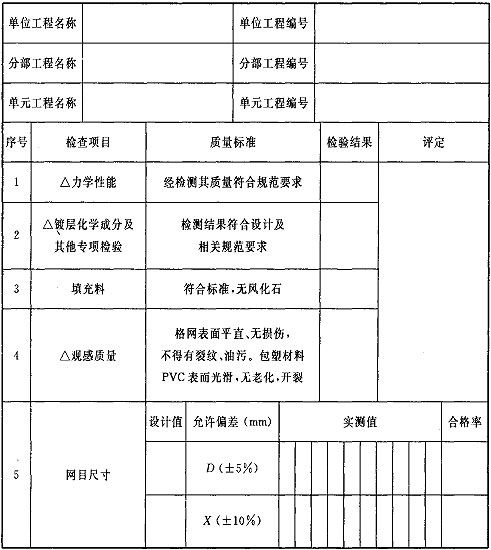 单位工程名称 单位工程编号
分部工程名称 分部工程编号
单元工程名称 单元工程编号
序号 检查项目 质量标准 检验结果 评定
1 △力学性能 经检测其质量符合规范要求
2 △镀层化学成分及其他专项检验 检测结果符合设计及相关规范要求
3 填充料 符合标准,无风化石
4 △观感质量 格网表面平直、无损伤,
不得有裂纹、油污。包塑材料
PVC表面光滑,无老化,开裂
5 网目尺寸 设计值 允许偏差(mm) 实测值 合格率
D(±5%)
X(±10%)